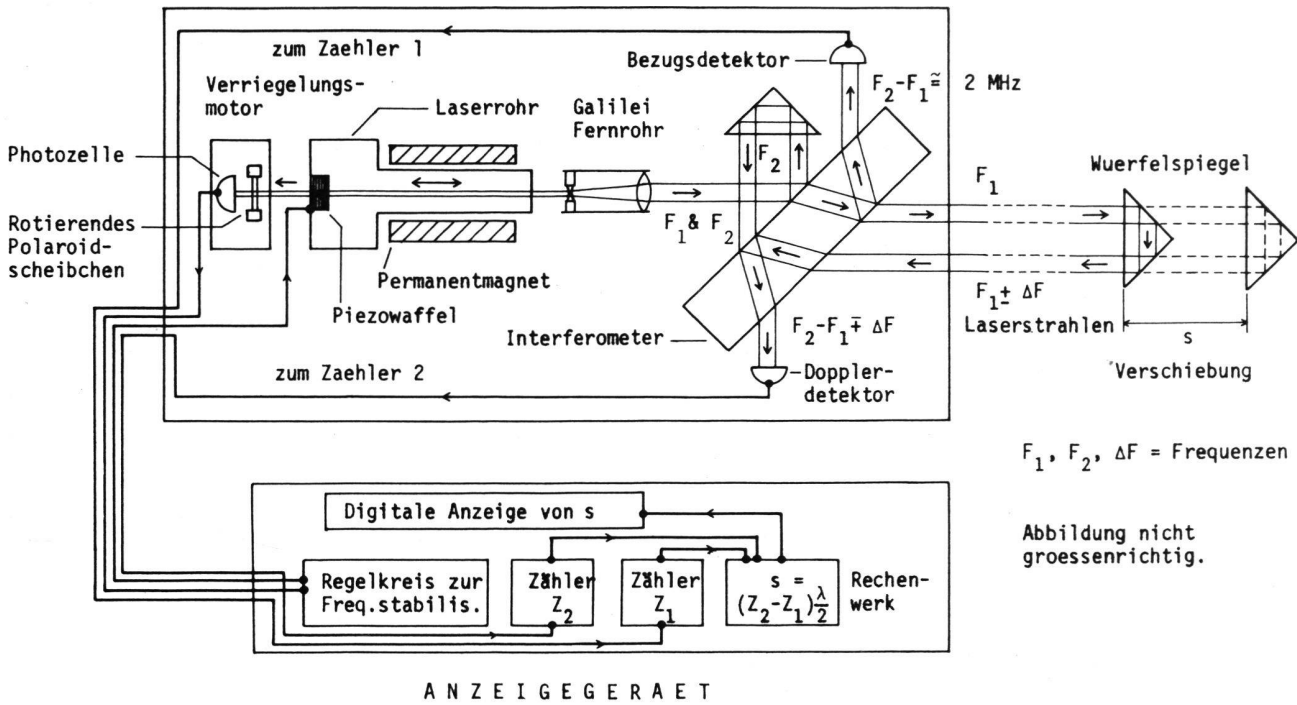 zum Zaehler 1
Bezugsdetektor
F₂-F₁ ≅ 2 MHz
Verriegelungs-
motor
Laserrohr
Galilei
Fernrohr
Photozelle
F₂
F₁
Wuerfelspiegel
Rotierendes
Polaroid-
scheibchen
F₁ & F₂
Permanentmagnet
Piezowaffel
F₁ ± ΔF
Laserstrahlen
s
Verschiebung
Interferometer
F₂-F₁ ∓ ΔF
zum Zaehler 2
Doppler-
detektor
F₁, F₂, ΔF = Frequenzen
Digitale Anzeige von s
Abbildung nicht
groessenrichtig.
Regelkreis zur
Freq.stabilis.
Zähler
Z₂
Zähler
Z₁
s =
(Z₂-Z₁) λ/2
Rechen-
werk
ANZEIGEGERAET